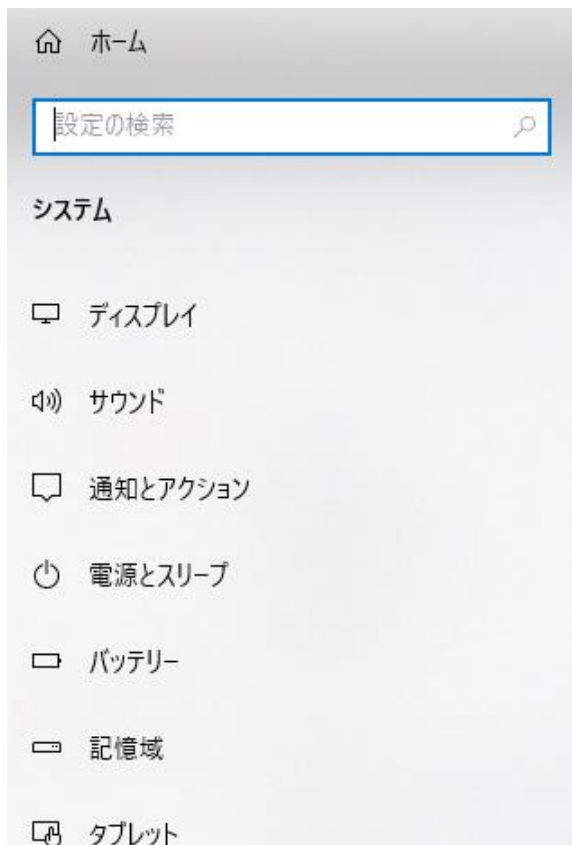 ホーム
設定の検索
システム
ディスプレイ
サウンド
通知とアクション
電源とスリープ
バッテリー
記憶域
タブレット